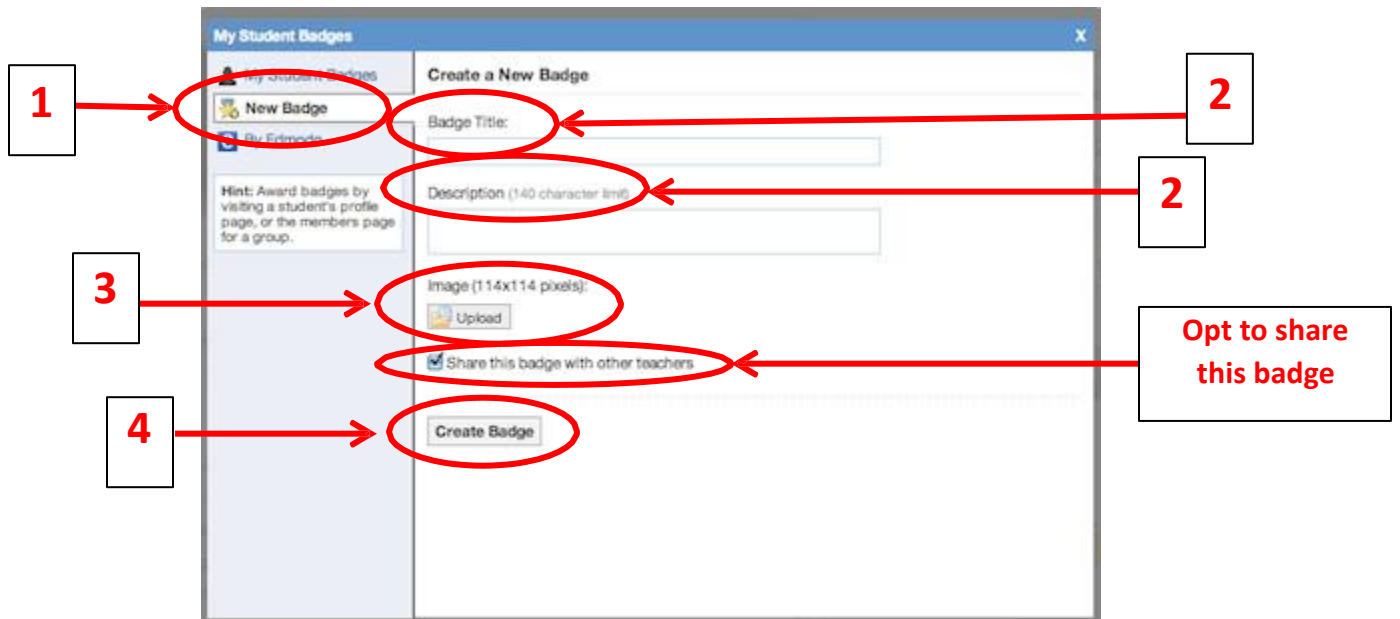 My Student Badges X
My Student Badges
Create a New Badge
1
New Badge
2
Badge Title:
By Edmodo
Hint: Award badges by
visiting a student's profile
page, or the members page
for a group.
Description (140 character limit)
2
3
Image (114x114 pixels):
Upload
Opt to share
this badge
Share this badge with other teachers
4
Create Badge